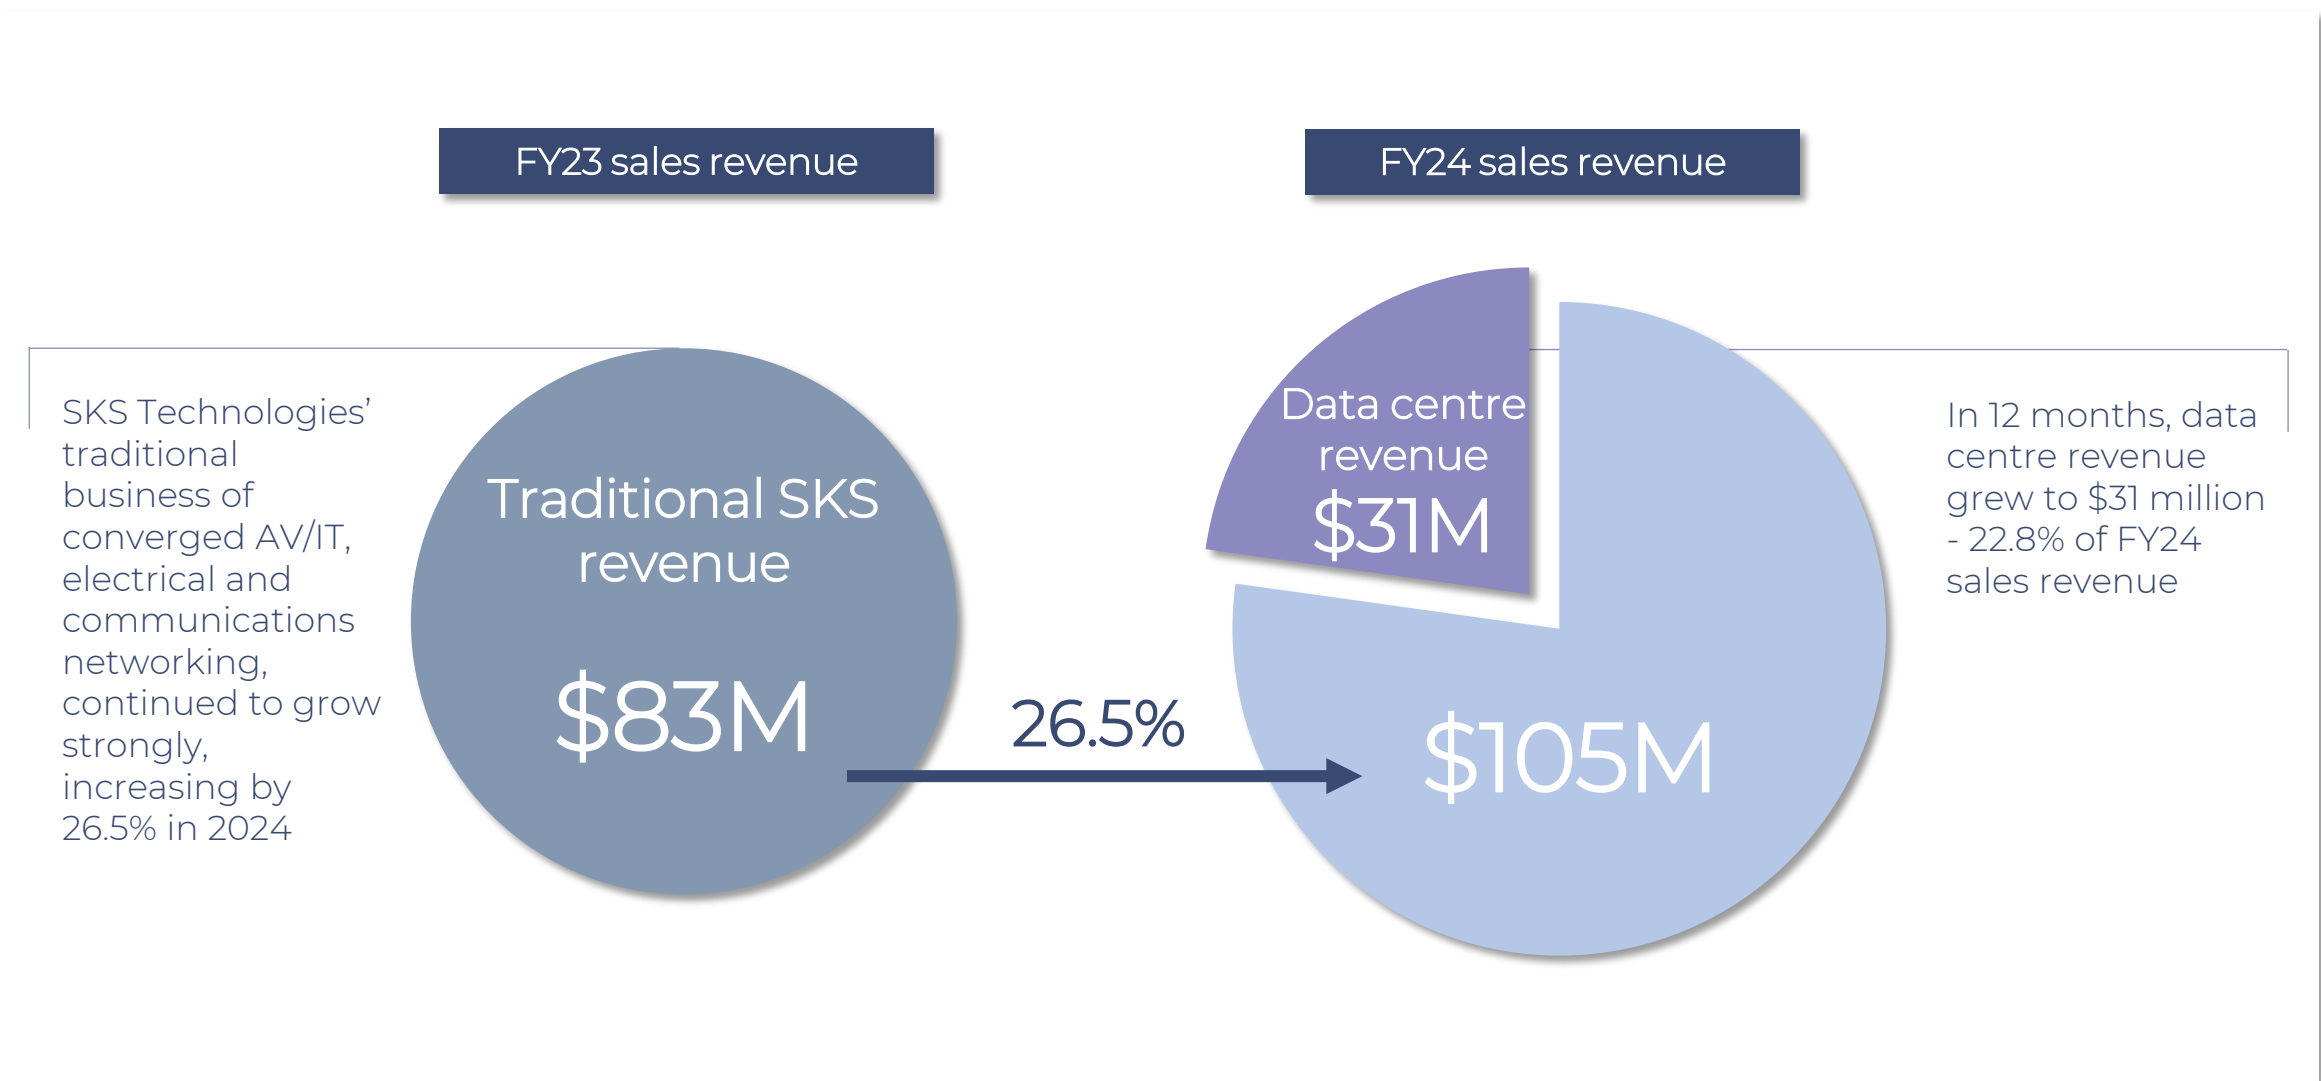 FY23 sales revenue
FY24 sales revenue
SKS Technologies’
traditional
business of
converged AV/IT,
electrical and
communications
networking,
continued to grow
strongly,
increasing by
26.5% in 2024
Traditional SKS
revenue
$83M
26.5%
Data centre
revenue
$31M
$105M
In 12 months, data
centre revenue
grew to $31 million
- 22.8% of FY24
sales revenue